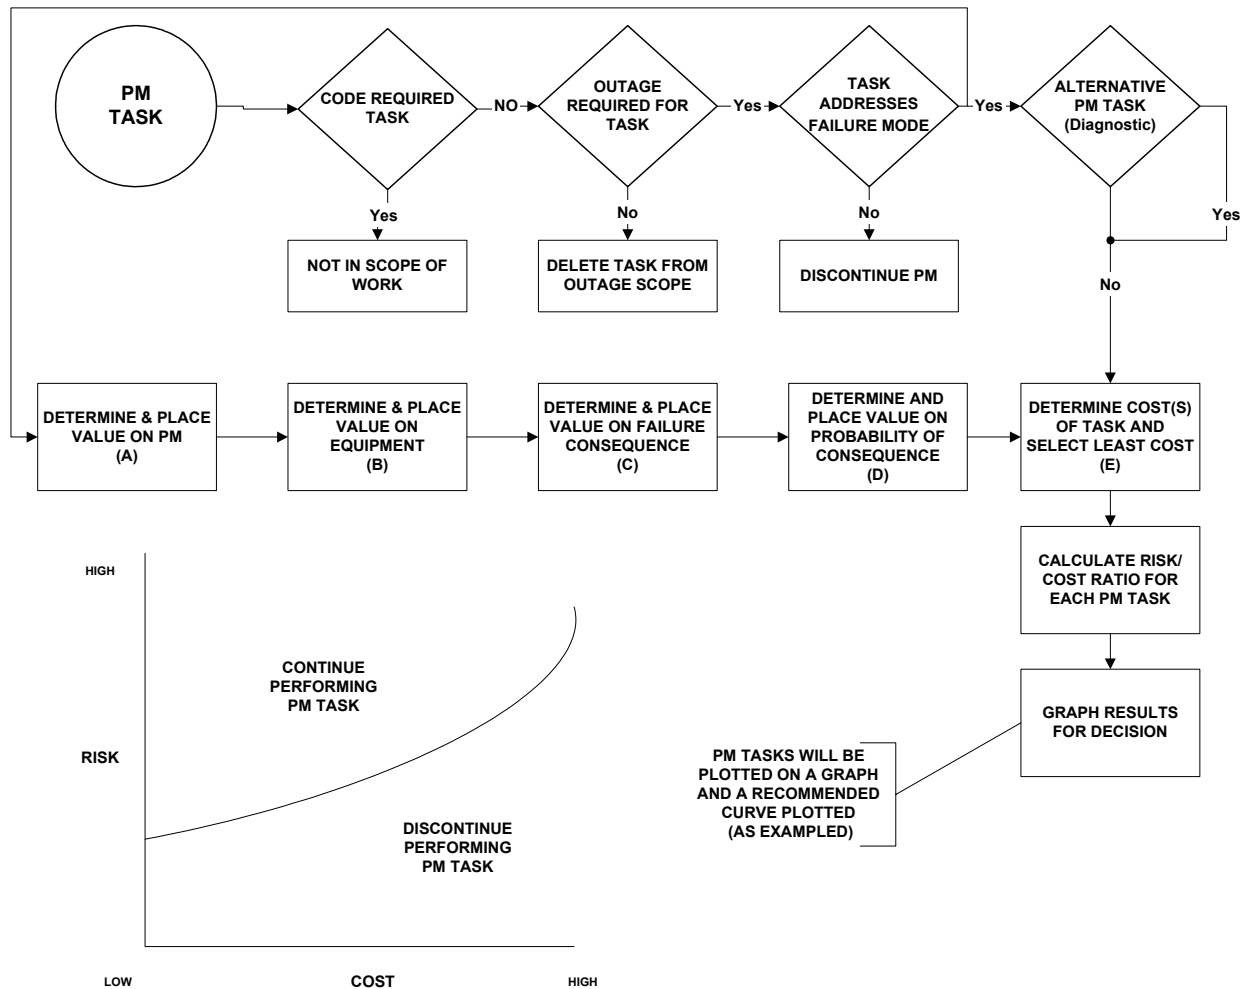 PM
TASK
CODE REQUIRED
TASK
NO
OUTAGE
REQUIRED FOR
TASK
Yes
TASK
ADDRESSES
FAILURE MODE
Yes
ALTERNATIVE
PM TASK
(Diagnostic)
Yes
Yes
No
No
No
NOT IN SCOPE OF
WORK
DELETE TASK FROM
OUTAGE SCOPE
DISCONTINUE PM
DETERMINE & PLACE
VALUE ON PM
(A)
DETERMINE & PLACE
VALUE ON
EQUIPMENT
(B)
DETERMINE & PLACE
VALUE ON FAILURE
CONSEQUENCE
(C)
DETERMINE AND
PLACE VALUE ON
PROBABILITY OF
CONSEQUENCE
(D)
DETERMINE COST(S)
OF TASK AND
SELECT LEAST COST
(E)
CALCULATE RISK/
COST RATIO FOR
EACH PM TASK
GRAPH RESULTS
FOR DECISION
PM TASKS WILL BE
PLOTTED ON A GRAPH
AND A RECOMMENDED
CURVE PLOTTED
(AS EXAMPLED)
HIGH
CONTINUE
PERFORMING
PM TASK
RISK
DISCONTINUE
PERFORMING
PM TASK
LOW
COST
HIGH